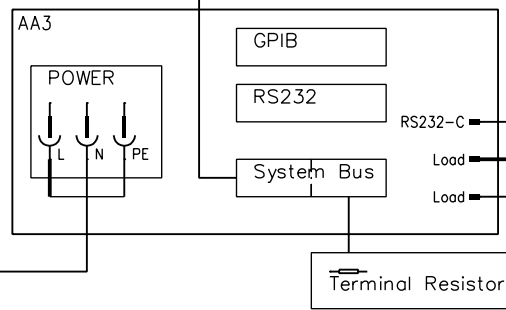 AA3
GPIB
POWER
RS232
RS232-C
L N PE
Load
System Bus
Load
Terminal Resistor